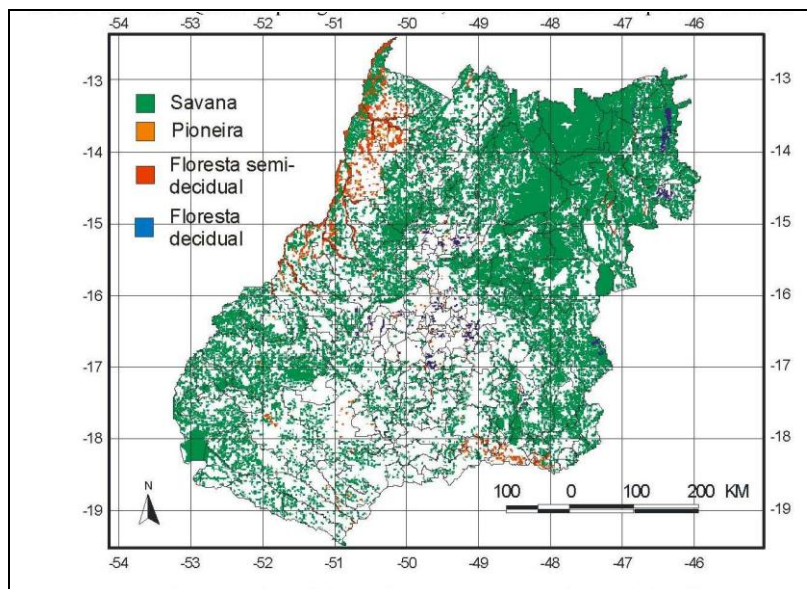 -54 -53 -52 -51 -50 -49 -48 -47 -46
-13 -13
Savana
Pioneira
-14 -14
Floresta semi-
decidual
-15 -15
Floresta
decidual
-16 -16
-17 -17
-18 -18
N
100 0 100 200 KM
-19 -19
-54 -53 -52 -51 -50 -49 -48 -47 -46